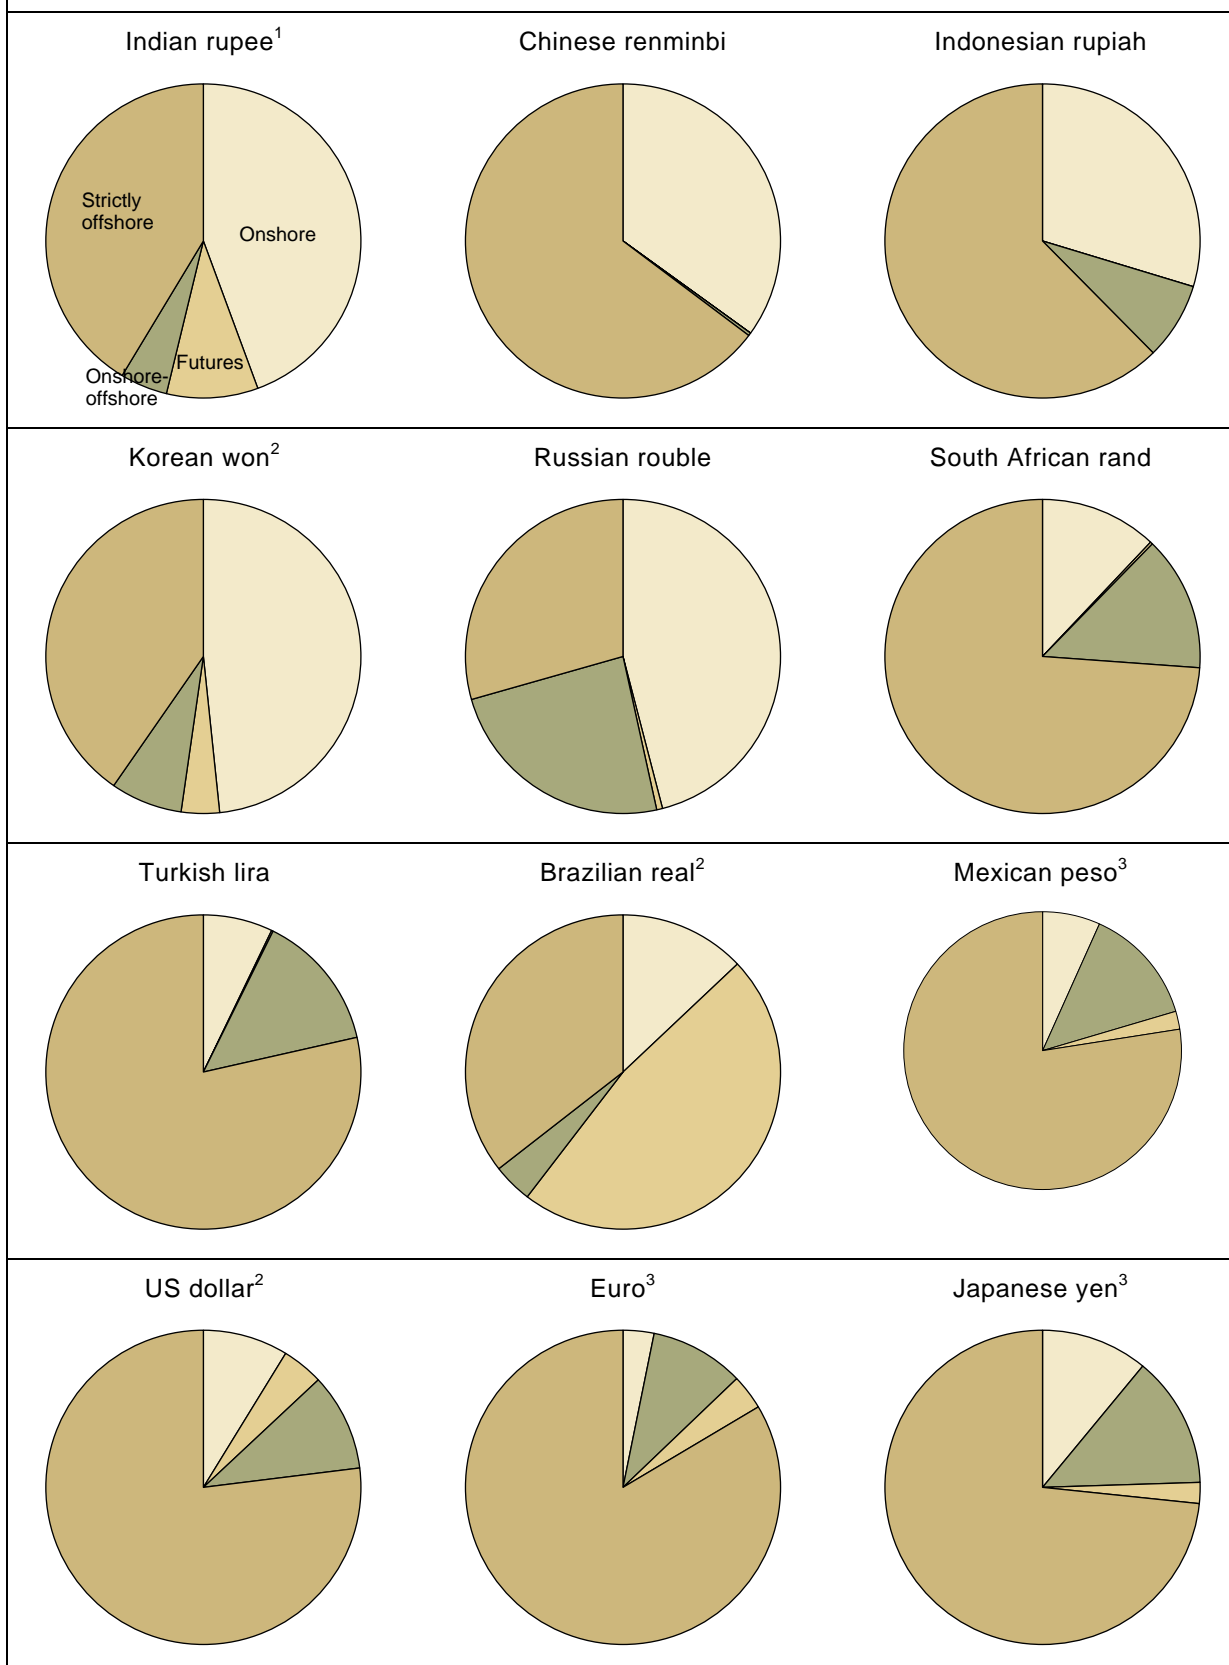 Indian rupee¹
Chinese renminbi
Indonesian rupiah
Strictly
offshore
Onshore
Futures
Onshore-
offshore
Korean won²
Russian rouble
South African rand
Turkish lira
Brazilian real²
Mexican peso³
US dollar²
Euro³
Japanese yen³